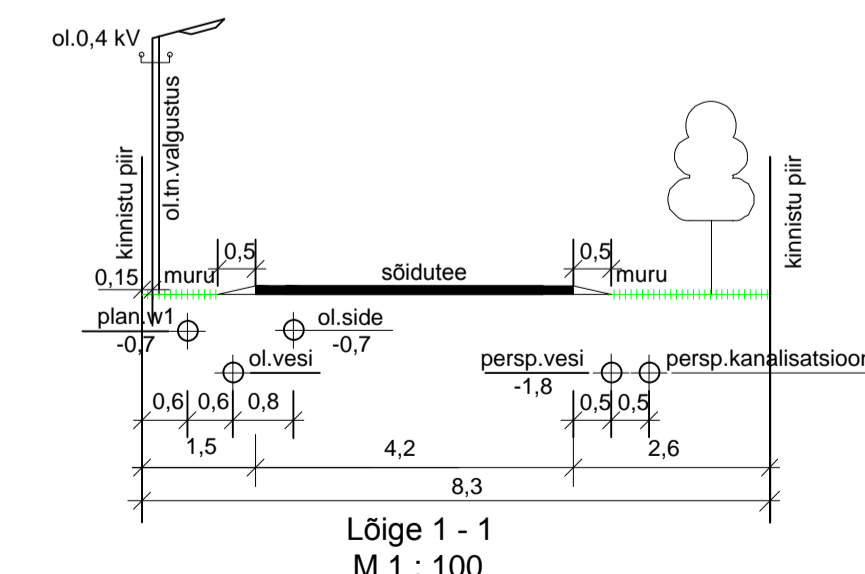 ol.0,4 kV
ol.tn.valgustus
kinnistu piir
kinnistu piir
0,15
muru
0,5
sõidutee
0,5
muru
plan.w1
-0,7
ol.side
-0,7
ol.vesi
persp.vesi
-1,8
persp.kanalisatsioon
0,6
0,6
0,8
0,5
0,5
1,5
4,2
2,6
8,3
Lõige 1 - 1
M 1 : 100